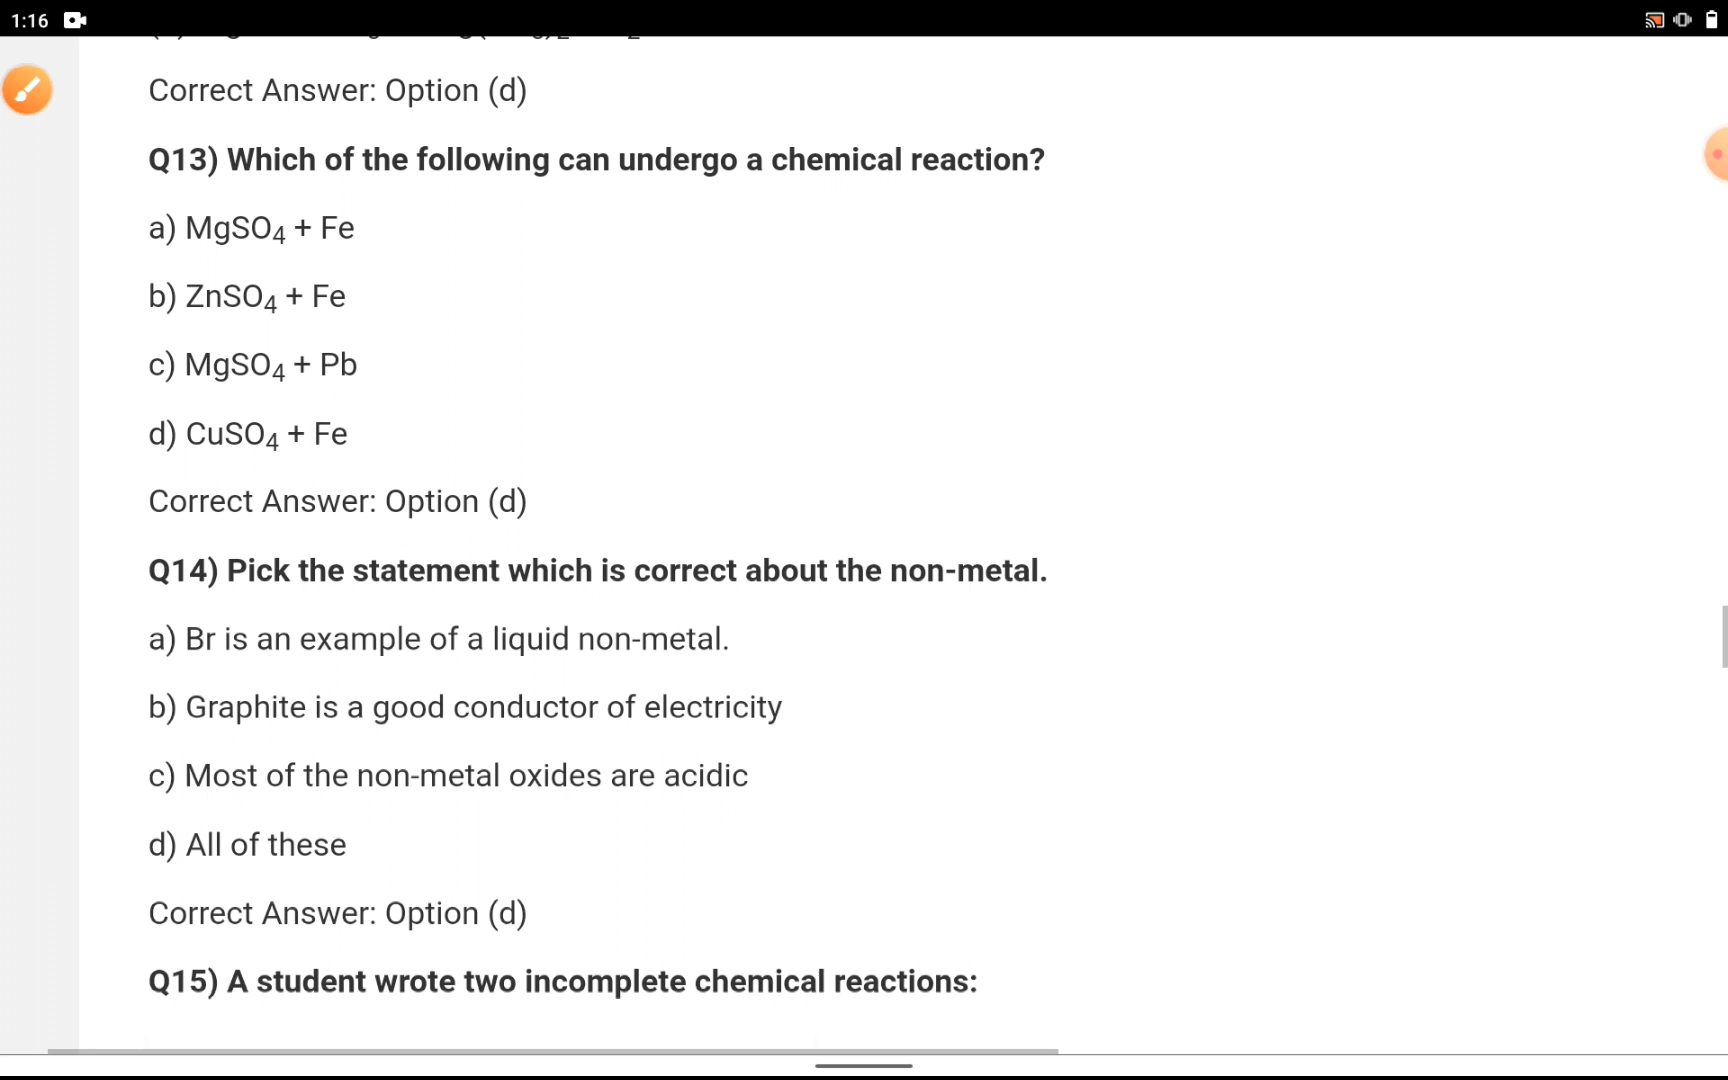 1:16
Correct Answer: Option (d)
Q13) Which of the following can undergo a chemical reaction?
a) MgSO₄ + Fe
b) ZnSO₄ + Fe
c) MgSO₄ + Pb
d) CuSO₄ + Fe
Correct Answer: Option (d)
Q14) Pick the statement which is correct about the non-metal.
a) Br is an example of a liquid non-metal.
b) Graphite is a good conductor of electricity
c) Most of the non-metal oxides are acidic
d) All of these
Correct Answer: Option (d)
Q15) A student wrote two incomplete chemical reactions: